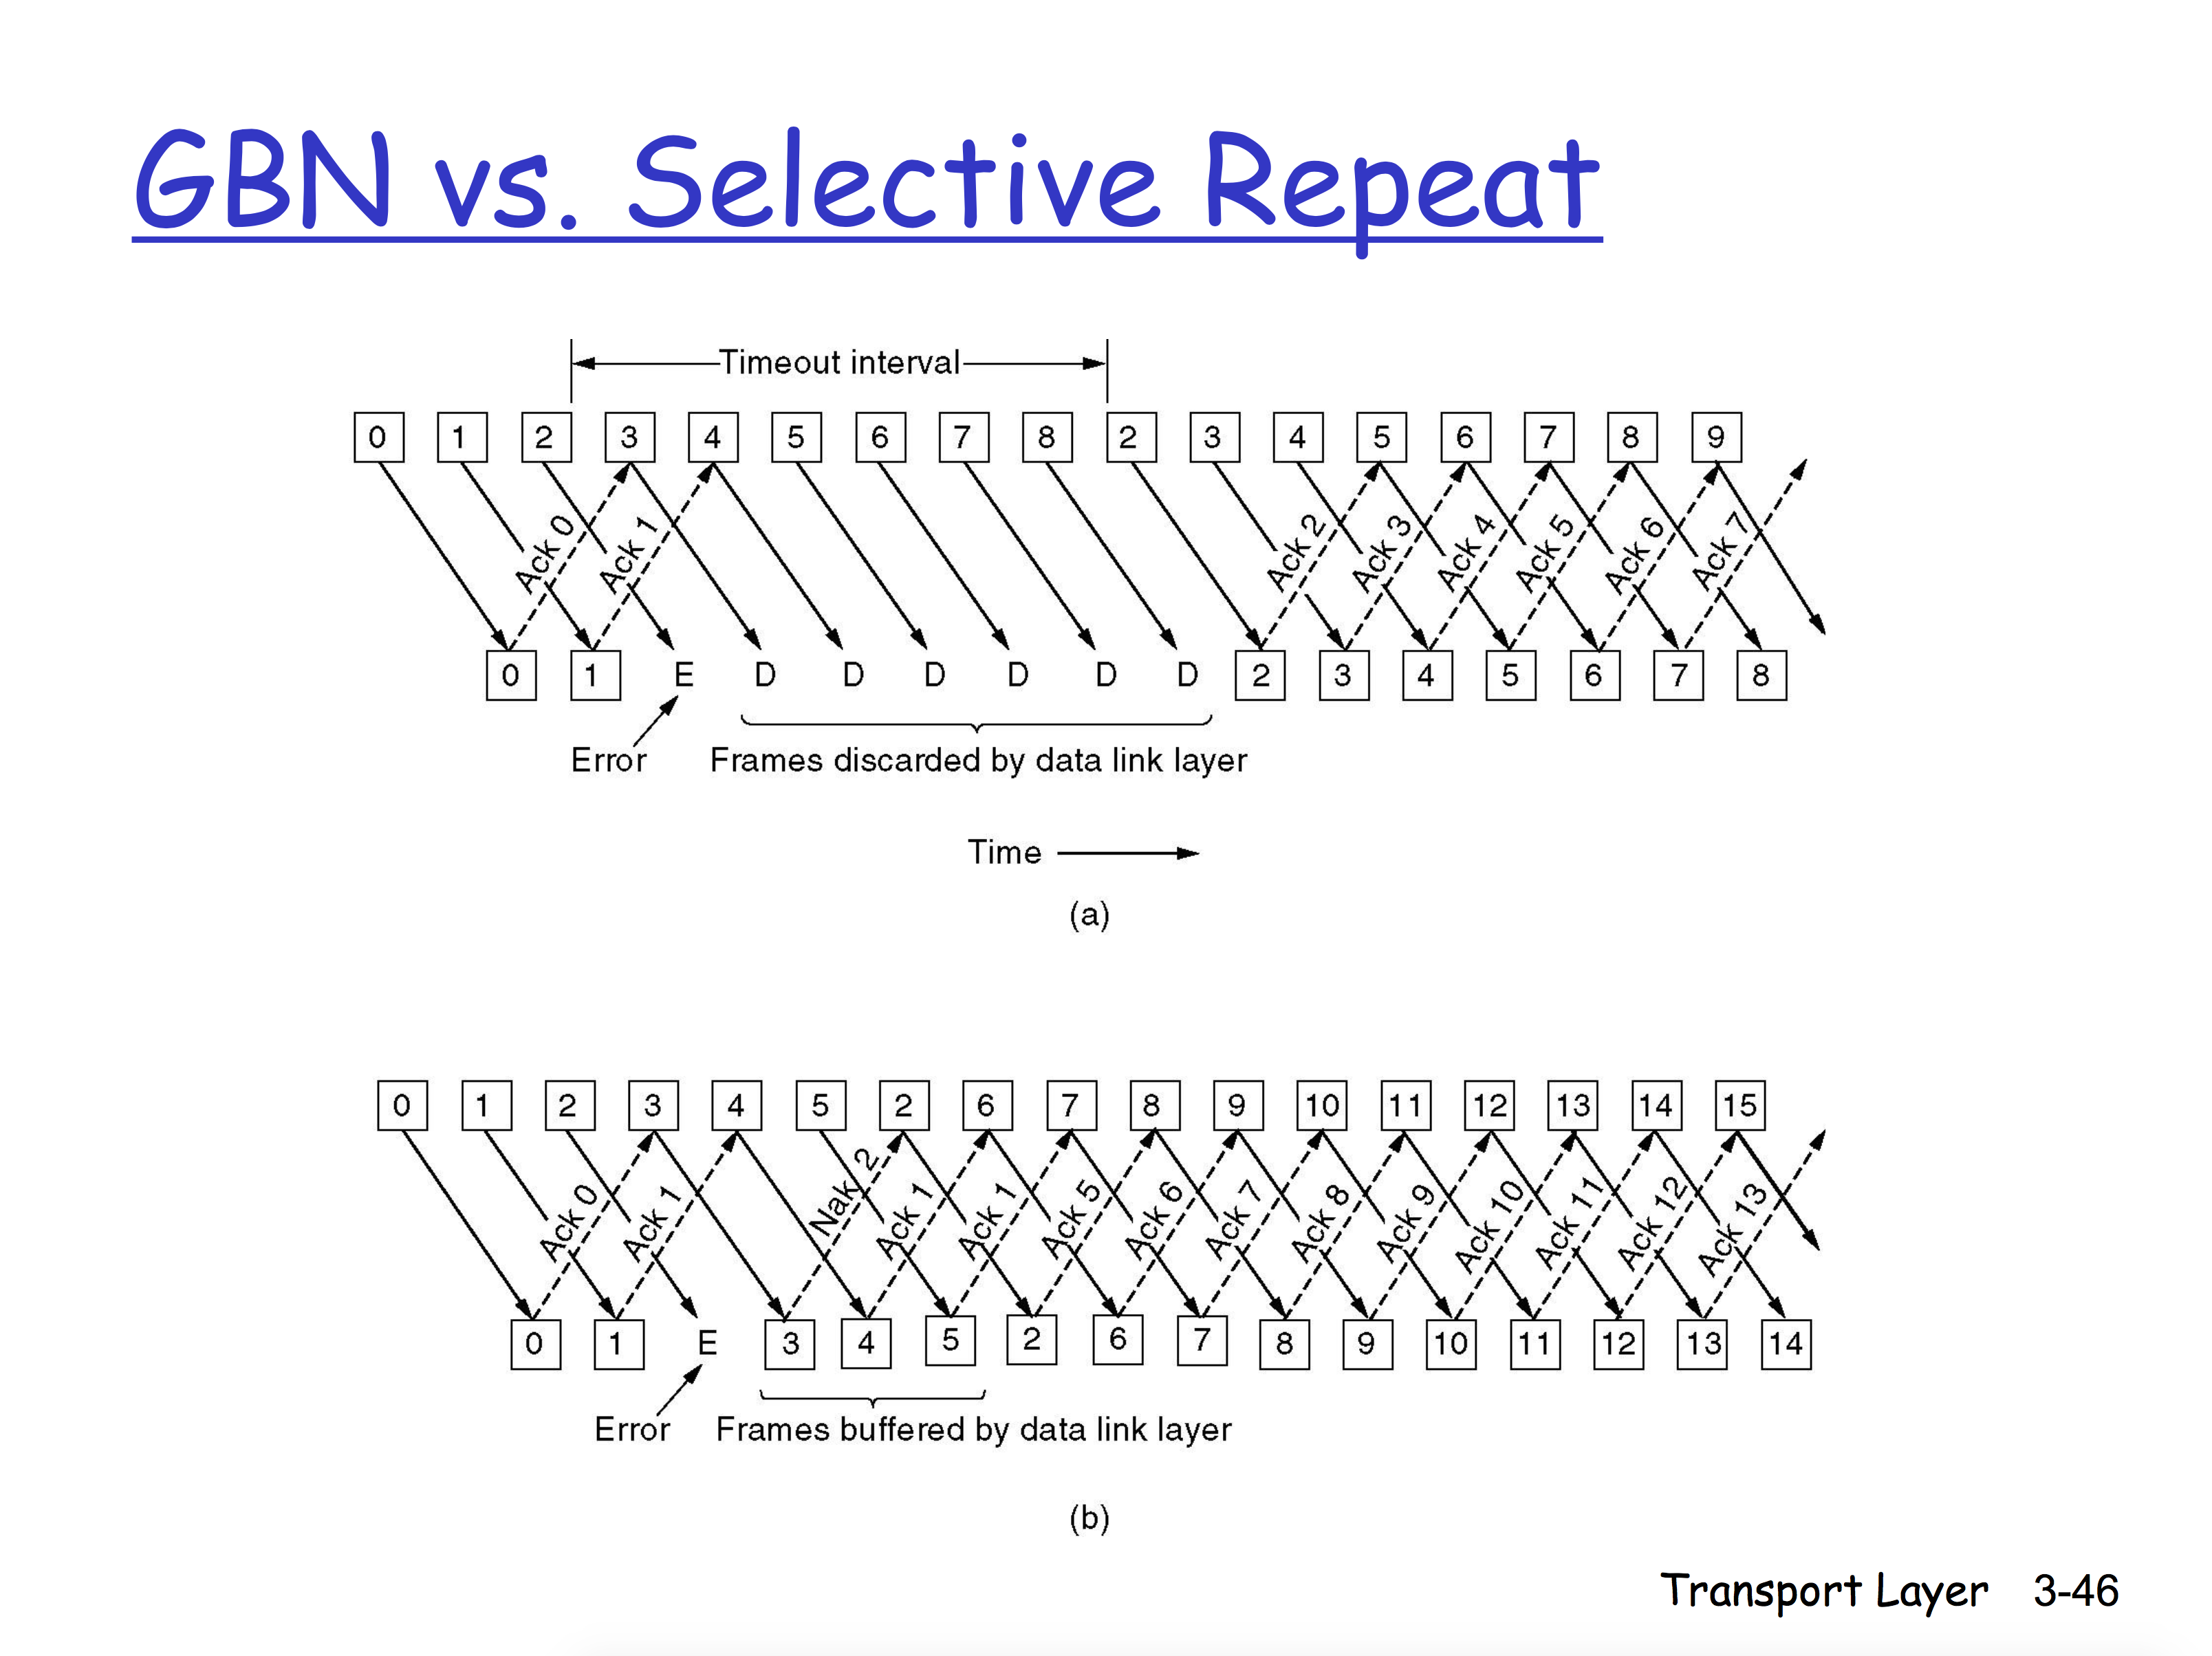 GBN vs. Selective Repeat
Timeout interval
0 1 2 3 4 5 6 7 8 2 3 4 5 6 7 8 9
Ack 0 Ack 1 Ack 2 Ack 3 Ack 4 Ack 5 Ack 6 Ack 7
0 1 E D D D D D D 2 3 4 5 6 7 8
Error Frames discarded by data link layer
Time
(a)
0 1 2 3 4 5 2 6 7 8 9 10 11 12 13 14 15
Ack 0 Ack 1 Nak 2 Ack 1 Ack 1 Ack 5 Ack 6 Ack 7 Ack 8 Ack 9 Ack 10 Ack 11 Ack 12 Ack 13
0 1 E 3 4 5 2 6 7 8 9 10 11 12 13 14
Error Frames buffered by data link layer
(b)
Transport Layer 3-46